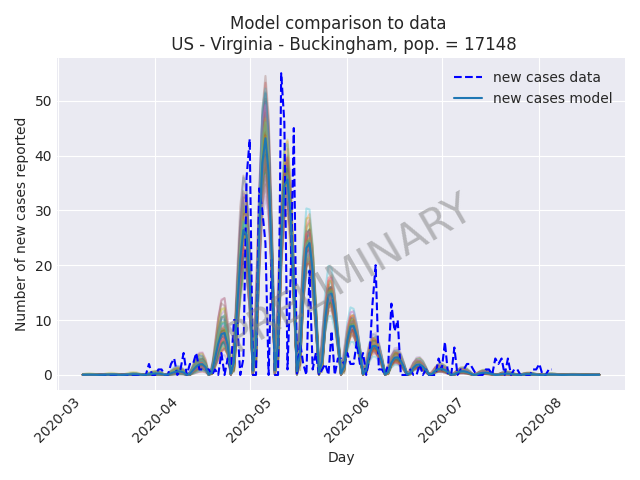 Model comparison to data
US - Virginia - Buckingham, pop. = 17148
new cases data
new cases model
PRELIMINARY
Number of new cases reported
50
40
30
20
10
0
2020-03
2020-04
2020-05
2020-06
2020-07
2020-08
Day